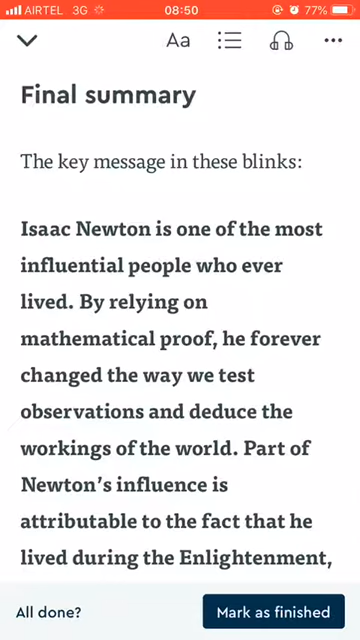 AIRTEL 3G 08:50 77%
Aa
Final summary
The key message in these blinks:
Isaac Newton is one of the most
influential people who ever
lived. By relying on
mathematical proof, he forever
changed the way we test
observations and deduce the
workings of the world. Part of
Newton's influence is
attributable to the fact that he
lived during the Enlightenment,
All done? Mark as finished